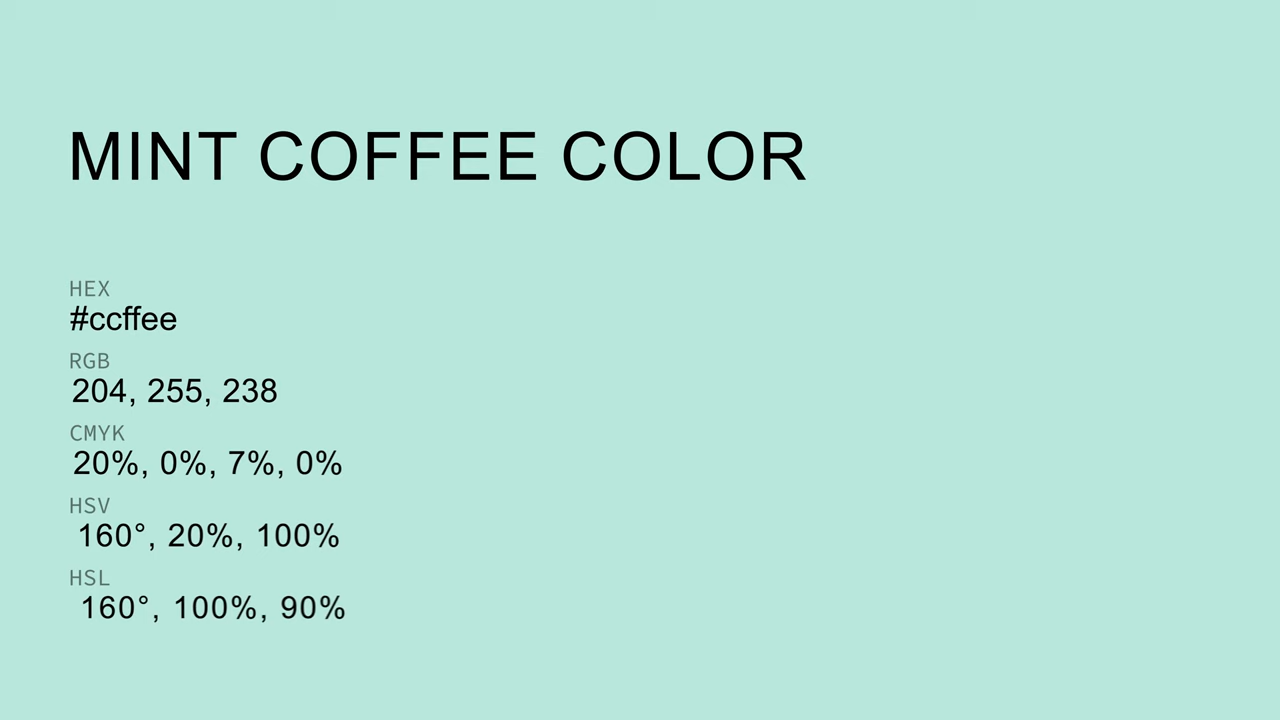 MINT COFFEE COLOR
HEX
#ccffee
RGB
204, 255, 238
CMYK
20%, 0%, 7%, 0%
HSV
160°, 20%, 100%
HSL
160°, 100%, 90%